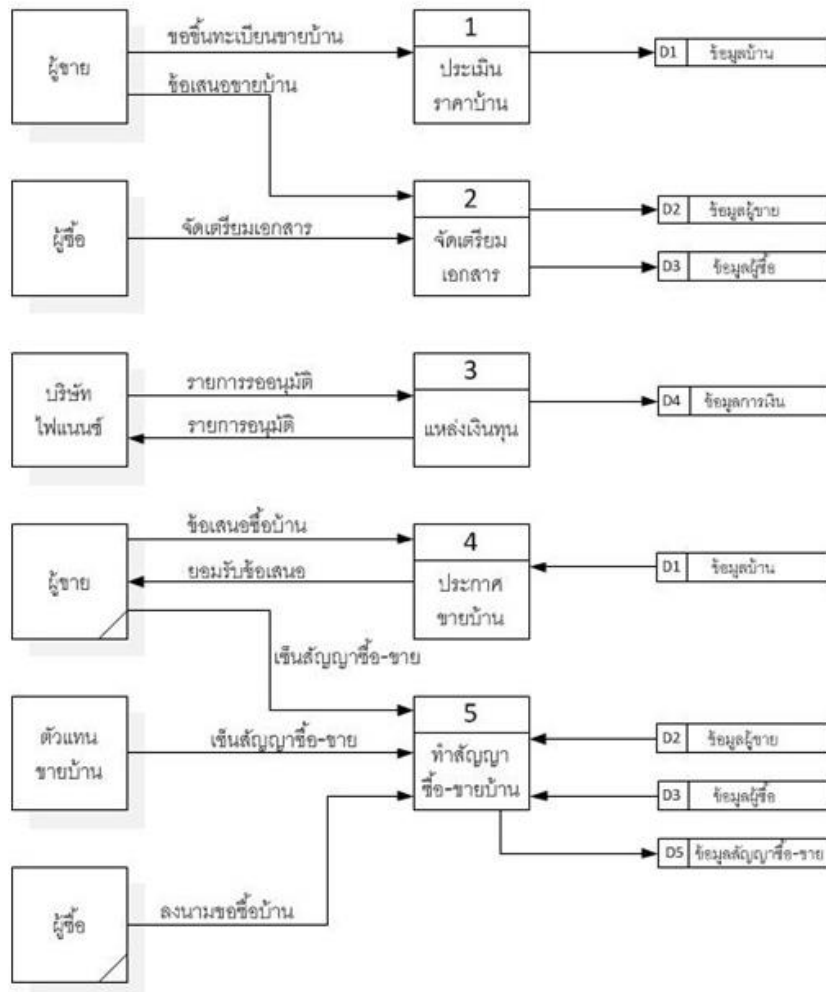 ผู้ขาย
ขอขึ้นทะเบียนขายบ้าน
ข้อเสนอขายบ้าน
1
ประเมิน
ราคาบ้าน
D1 ข้อมูลบ้าน
ผู้ซื้อ
จัดเตรียมเอกสาร
2
จัดเตรียม
เอกสาร
D2 ข้อมูลผู้ขาย
D3 ข้อมูลผู้ซื้อ
บริษัท
ไฟแนนซ์
รายการรออนุมัติ
รายการอนุมัติ
3
แหล่งเงินทุน
D4 ข้อมูลการเงิน
ผู้ขาย
ข้อเสนอซื้อบ้าน
ยอมรับข้อเสนอ
4
ประกาศ
ขายบ้าน
D1 ข้อมูลบ้าน
เซ็นสัญญาซื้อ-ขาย
ตัวแทน
ขายบ้าน
เซ็นสัญญาซื้อ-ขาย
5
ทำสัญญา
ซื้อ-ขายบ้าน
D2 ข้อมูลผู้ขาย
D3 ข้อมูลผู้ซื้อ
D5 ข้อมูลสัญญาซื้อ-ขาย
ผู้ซื้อ
ลงนามขอซื้อบ้าน